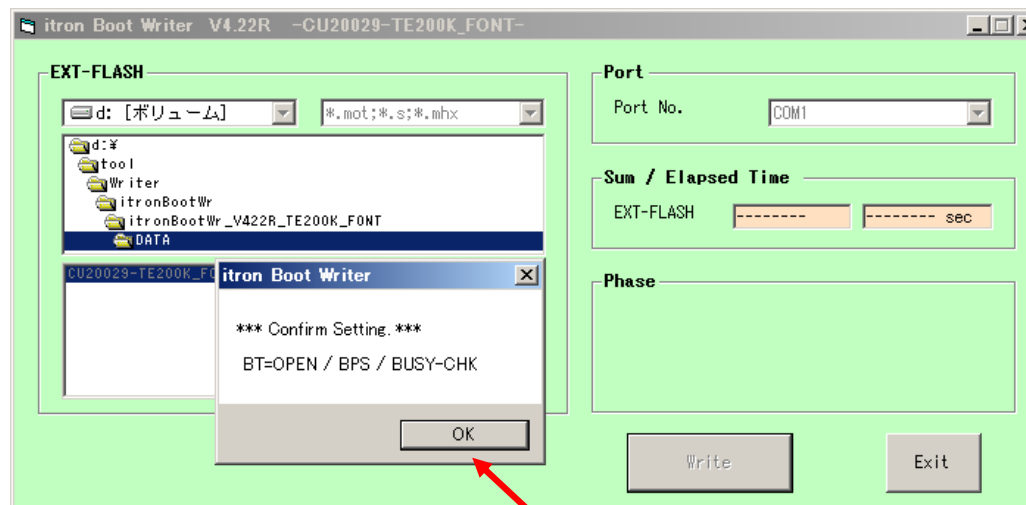 itron Boot Writer V4.22R -CU20029-TE200K_FONT-
EXT-FLASH
d: [ボリューム]
*.mot;*.s;*.mhx
d:¥
tool
Writer
itronBootWr
itronBootWr_V422R_TE200K_FONT
DATA
CU20029-TE200K_FO
itron Boot Writer
*** Confirm Setting. ***
BT=OPEN / BPS / BUSY-CHK
OK
Port
Port No.
COM1
Sum / Elapsed Time
EXT-FLASH
--------
-------- sec
Phase
Write
Exit